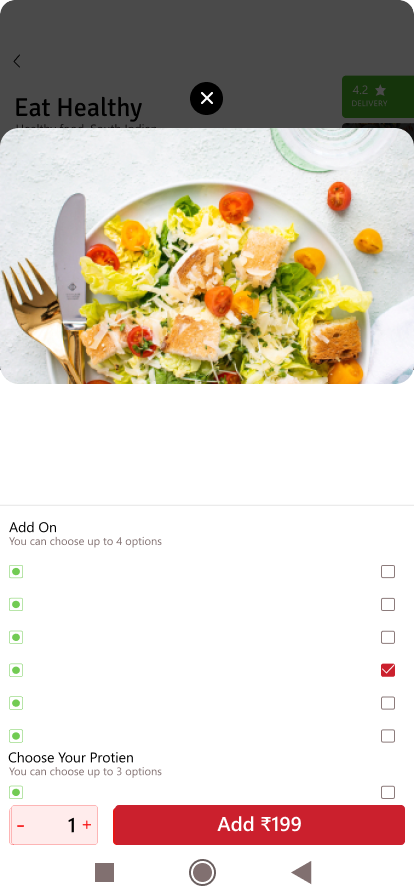 4.2
DELIVERY
Eat Healthy
Healthy food, South Indian
Add On
You can choose up to 4 options
Choose Your Protien
You can choose up to 3 options
- 1 +
Add ₹199